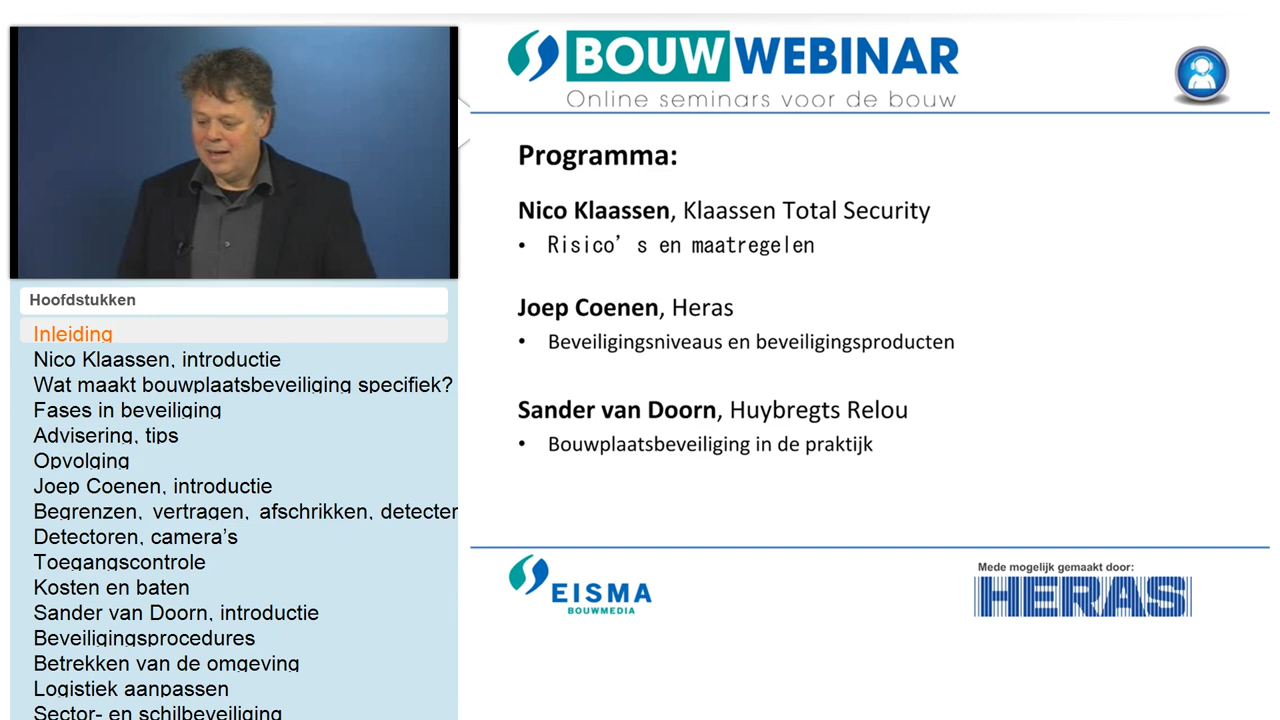 BOUW WEBINAR
Online seminars voor de bouw
Programma:
Nico Klaassen, Klaassen Total Security
• Risico's en maatregelen
Joep Coenen, Heras
• Beveiligingsniveaus en beveiligingsproducten
Sander van Doorn, Huybregts Relou
• Bouwplaatsbeveiliging in de praktijk
EISMA
BOUWMEDIA
Mede mogelijk gemaakt door:
HERAS
Hoofdstukken
Inleiding
Nico Klaassen, introductie
Wat maakt bouwplaatsbeveiliging specifiek?
Fases in beveiliging
Advisering, tips
Opvolging
Joep Coenen, introductie
Begrenzen, vertragen, afschrikken, detecter
Detectoren, camera's
Toegangscontrole
Kosten en baten
Sander van Doorn, introductie
Beveiligingsprocedures
Betrekken van de omgeving
Logistiek aanpassen
Sector- en schilbeveiliging